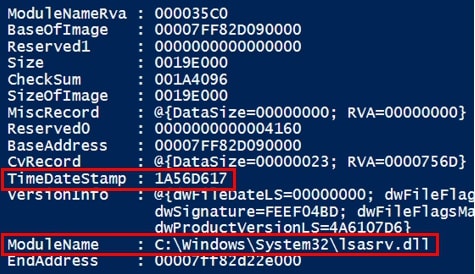 ModuleNameRva : 000035C0
BaseOfImage : 00007FF82D090000
Reserved1 : 0000000000000000
Size : 0019E000
CheckSum : 001A4096
SizeOfImage : 0019E000
MiscRecord : @{DataSize=00000000; RVA=00000000}
Reserved0 : 0000000000004160
BaseAddress : 00007FF82D090000
CvRecord : @{DataSize=00000023; RVA=0000756D}
TimeDateStamp : 1A56D617
VersionInfo : @{dwFileDateLS=00000000; dwFileFlag
dwSignature=FEEF04BD; dwFileFlagsMa
dwProductVersionLS=4A6107D6}
ModuleName : C:\Windows\System32\lsasrv.dll
EndAddress : 00007ff82d22e000